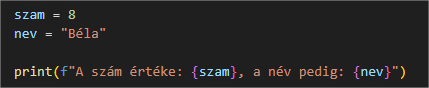 szam = 8
nev = "Béla"
print(f"A szám értéke: {szam}, a név pedig: {nev}")